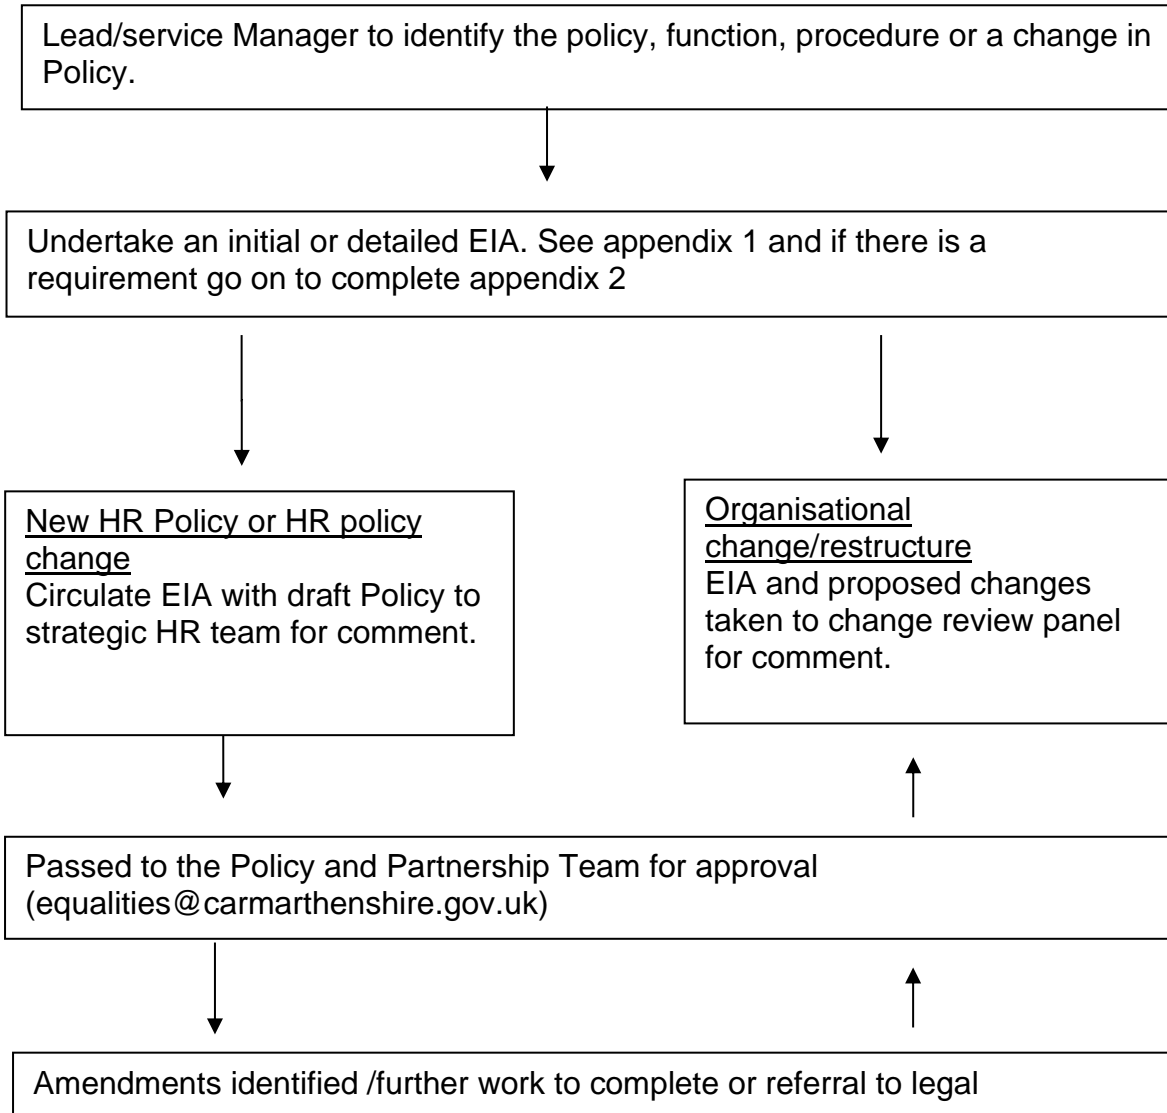 Lead/service Manager to identify the policy, function, procedure or a change in
Policy.
Undertake an initial or detailed EIA. See appendix 1 and if there is a
requirement go on to complete appendix 2
New HR Policy or HR policy
change
Circulate EIA with draft Policy to
strategic HR team for comment.
Organisational
change/restructure
EIA and proposed changes
taken to change review panel
for comment.
Passed to the Policy and Partnership Team for approval
(equalities@carmarthenshire.gov.uk)
Amendments identified /further work to complete or referral to legal